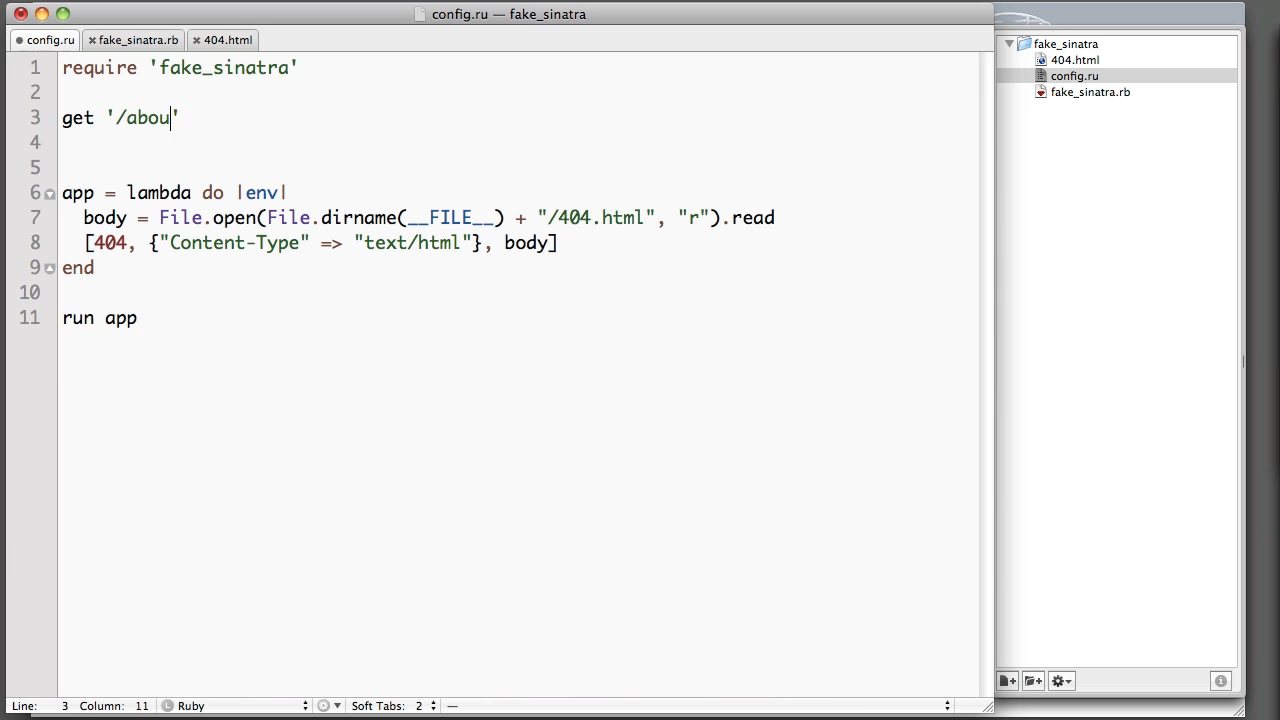 config.ru — fake_sinatra
config.ru
fake_sinatra.rb
404.html
1 require 'fake_sinatra'
2
3 get '/abou'
4
5
6 app = lambda do |env|
7 body = File.open(File.dirname(__FILE__) + "/404.html", "r").read
8 [404, {"Content-Type" => "text/html"}, body]
9 end
10
11 run app
Line: 3 Column: 11 L Ruby Soft Tabs: 2 —
fake_sinatra
404.html
config.ru
fake_sinatra.rb